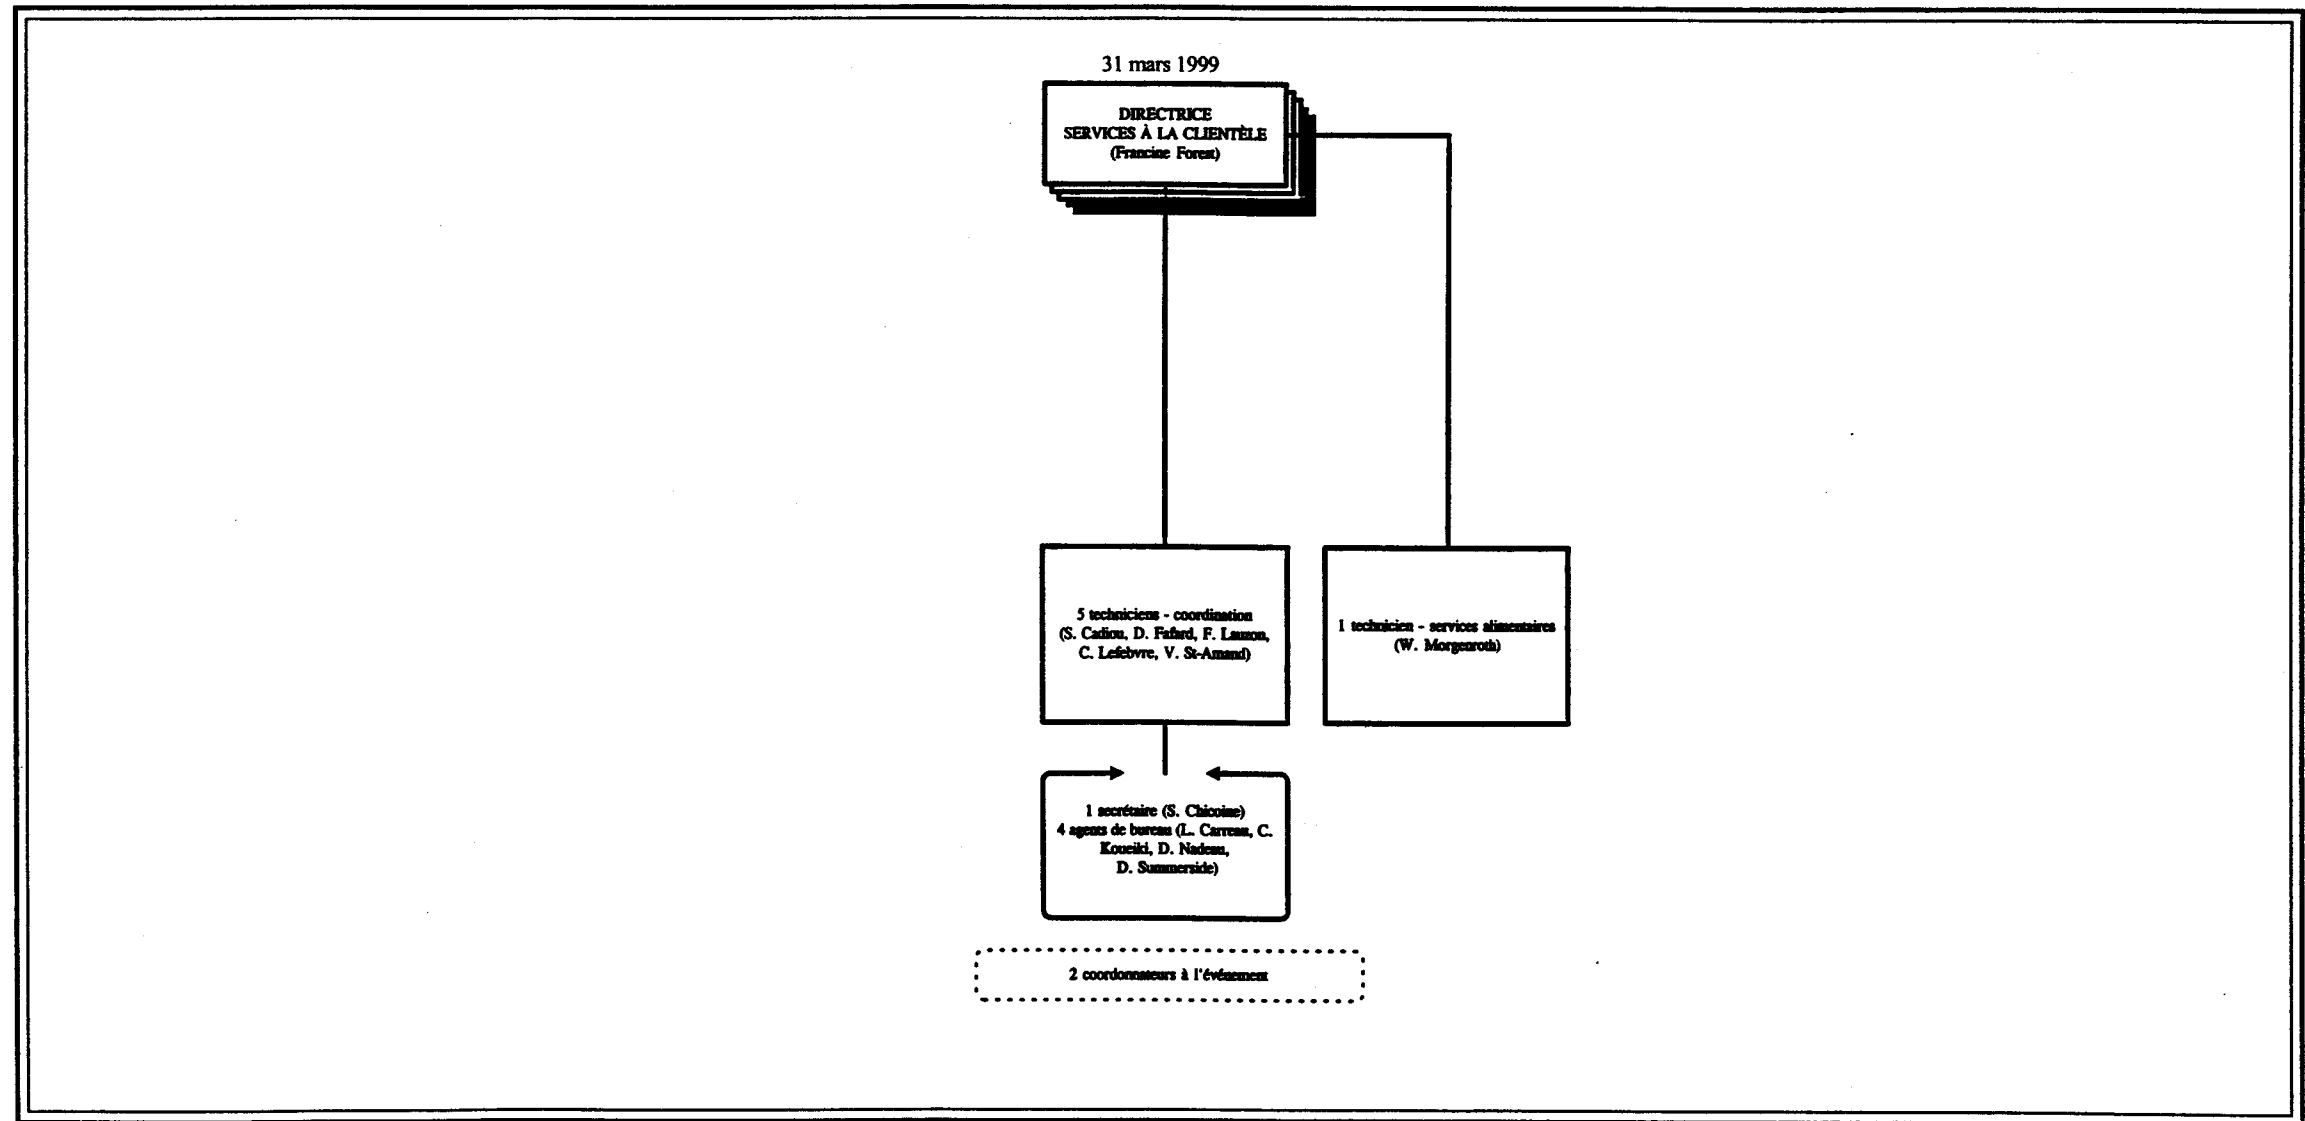 31 mars 1999
DIRECTRICE
SERVICES À LA CLIENTÈLE
(Francine Forest)
5 techniciens - coordination
(S. Cadiou, D. Fafard, F. Lauzon,
C. Lefebvre, V. St-Amand)
1 technicien - services alimentaires
(W. Morgenroth)
1 secrétaire (S. Chicoine)
4 agents de bureau (L. Carreau, C.
Koueiki, D. Nadeau,
D. Summerside)
2 coordonnateurs à l'événement